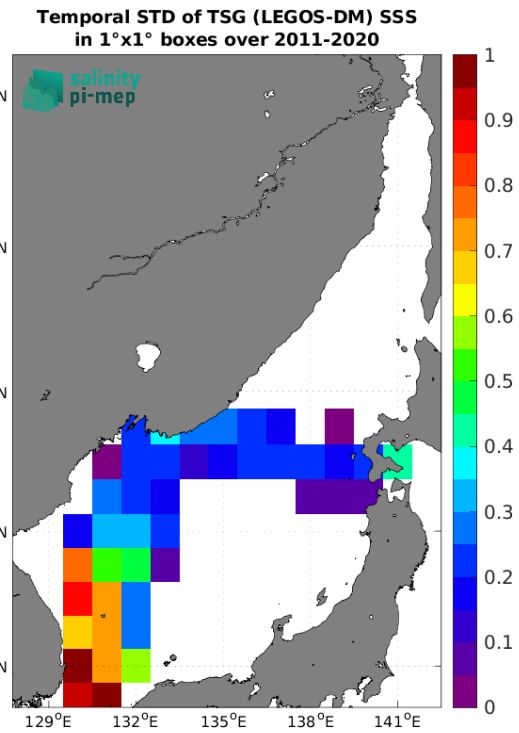 Temporal STD of TSG (LEGOS-DM) SSS
in 1°x1° boxes over 2011-2020
salinity
pi-mep
N
N
N
N
N
1
0.9
0.8
0.7
0.6
0.5
0.4
0.3
0.2
0.1
0
129°E 132°E 135°E 138°E 141°E